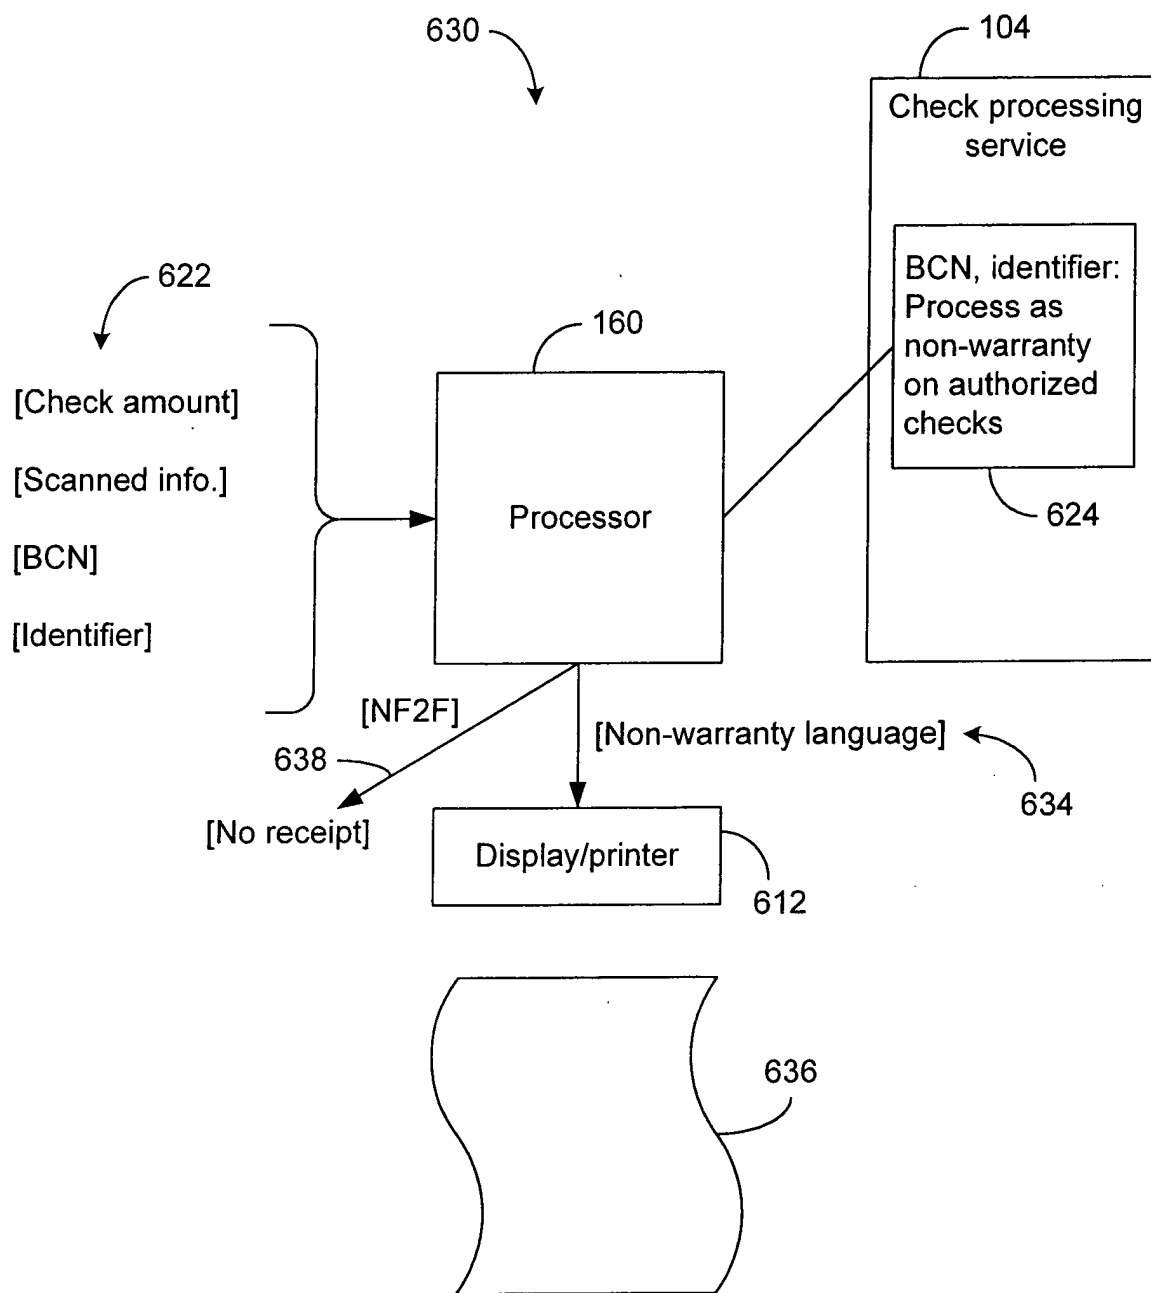 630
104
Check processing
service
622
BCN, identifier:
Process as
non-warranty
on authorized
checks
160
[Check amount]
[Scanned info.]
624
Processor
[BCN]
[Identifier]
[NF2F]
[Non-warranty language]
638
634
[No receipt]
Display/printer
612
636